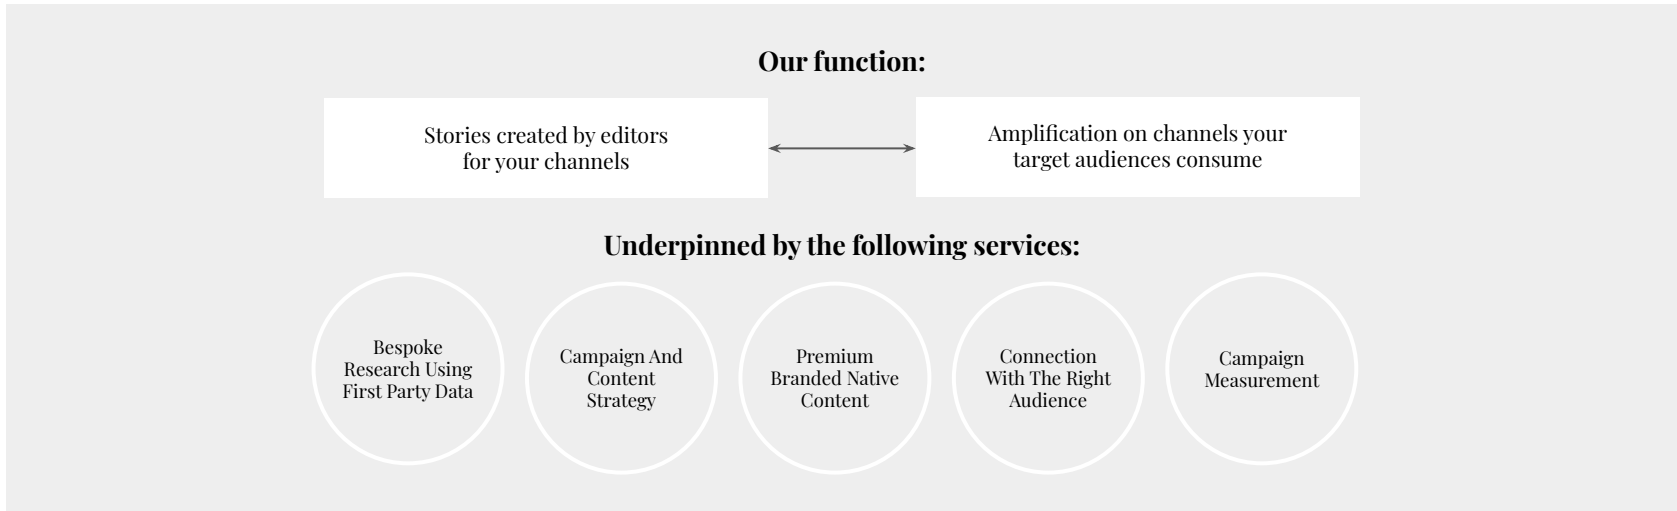 Our function:
Stories created by editors
for your channels
Amplification on channels your
target audiences consume
Underpinned by the following services:
Bespoke
Research Using
First Party Data
Campaign And
Content
Strategy
Premium
Branded Native
Content
Connection
With The Right
Audience
Campaign
Measurement